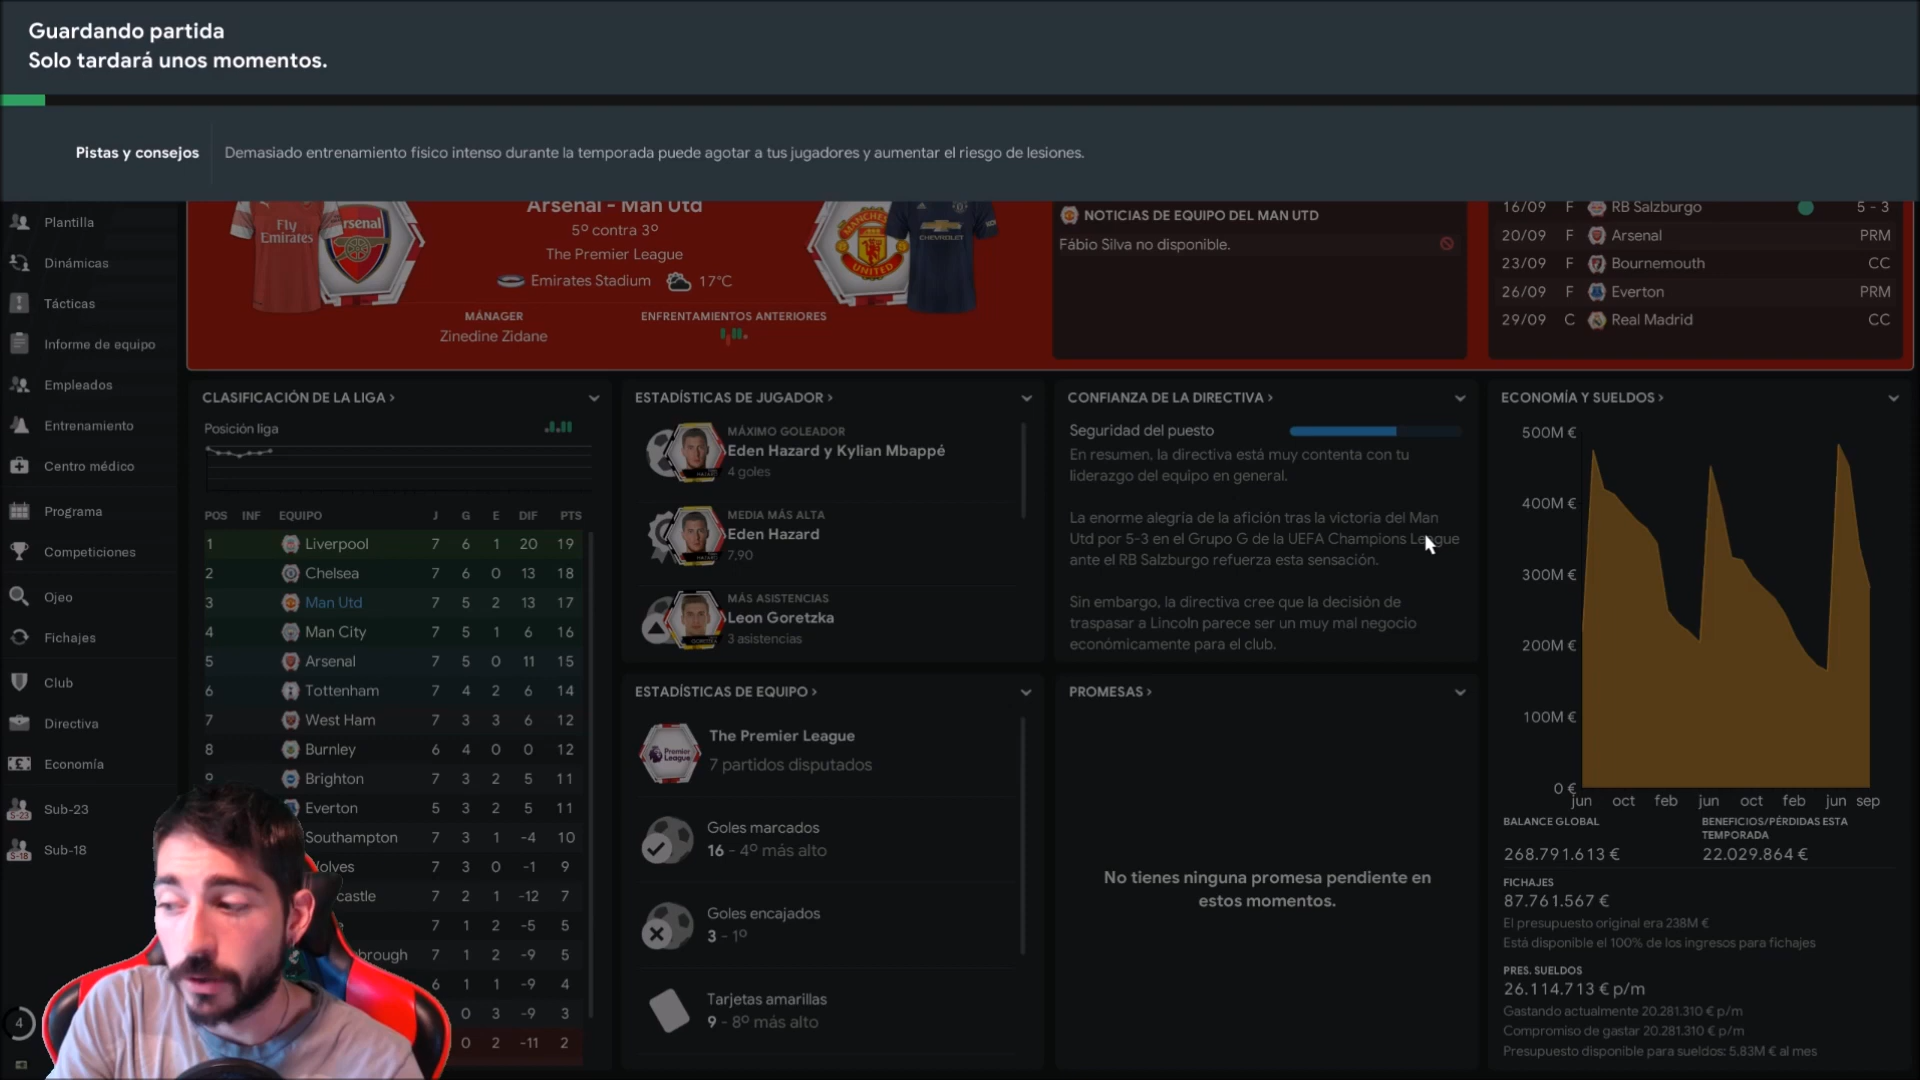 Guardando partida
Solo tardará unos momentos.
Pistas y consejos
Demasiado entrenamiento físico intenso durante la temporada puede agotar a tus jugadores y aumentar el riesgo de lesiones.
Plantilla
Dinámicas
Tácticas
Informe de equipo
Empleados
Entrenamiento
Centro médico
Programa
Competiciones
Ojeo
Fichajes
Club
Directiva
Economía
Sub-23
Sub-18
4
Fly
Emirates
Arsenal
Arsenal - Man Utd
5º contra 3º
The Premier League
Emirates Stadium 17°C
MÁNAGER
Zinedine Zidane
ENFRENTAMIENTOS ANTERIORES
MANCHESTER
UNITED
CHEVROLET
NOTICIAS DE EQUIPO DEL MAN UTD
Fábio Silva no disponible.
16/09 F RB Salzburgo 5 - 3
20/09 F Arsenal PRM
23/09 F Bournemouth CC
26/09 F Everton PRM
29/09 C Real Madrid CC
CLASIFICACIÓN DE LA LIGA >
Posición liga
POS INF EQUIPO J G E DIF PTS
1 Liverpool 7 6 1 20 19
2 Chelsea 7 6 0 13 18
3 Man Utd 7 5 2 13 17
4 Man City 7 5 1 6 16
5 Arsenal 7 5 0 11 15
6 Tottenham 7 4 2 6 14
7 West Ham 7 3 3 6 12
8 Burnley 6 4 0 0 12
9 Brighton 7 3 2 5 11
Everton 5 3 2 5 11
Southampton 7 3 1 -4 10
olves 7 3 0 -1 9
castle 7 2 1 -12 7
7 1 2 -5 5
brough 7 1 2 -9 5
6 1 1 -9 4
0 3 -9 3
0 2 -11 2
ESTADÍSTICAS DE JUGADOR >
MÁXIMO GOLEADOR
Eden Hazard y Kylian Mbappé
4 goles
MEDIA MÁS ALTA
Eden Hazard
7.90
MÁS ASISTENCIAS
Leon Goretzka
3 asistencias
ESTADÍSTICAS DE EQUIPO >
Premier
League
The Premier League
7 partidos disputados
Goles marcados
16 - 4º más alto
Goles encajados
3 - 1º
Tarjetas amarillas
9 - 8º más alto
CONFIANZA DE LA DIRECTIVA >
Seguridad del puesto
En resumen, la directiva está muy contenta con tu
liderazgo del equipo en general.
La enorme alegría de la afición tras la victoria del Man
Utd por 5-3 en el Grupo G de la UEFA Champions League
ante el RB Salzburgo refuerza esta sensación.
Sin embargo, la directiva cree que la decisión de
traspasar a Lincoln parece ser un muy mal negocio
económicamente para el club.
PROMESAS >
No tienes ninguna promesa pendiente en
estos momentos.
ECONOMÍA Y SUELDOS >
500M €
400M €
300M €
200M €
100M €
0 €
jun oct feb jun oct feb jun sep
BALANCE GLOBAL
268.791.613 €
BENEFICIOS/PÉRDIDAS ESTA
TEMPORADA
22.029.864 €
FICHAJES
87.761.567 €
El presupuesto original era 238M €
Está disponible el 100% de los ingresos para fichajes
PRES. SUELDOS
26.114.713 € p/m
Gastando actualmente 20.281.310 € p/m
Compromiso de gastar 20.281.310 € p/m
Presupuesto disponible para sueldos: 5,83M € al mes